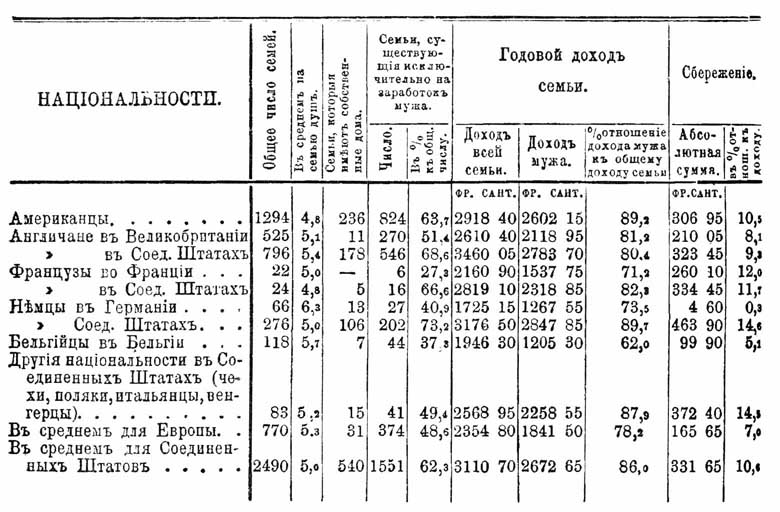 НАЦІОНАЛЬНОСТИ.
Общее число семей.
Въ среднемъ на семью душъ.
Семьи, которыя имѣютъ собственные дома.
Семьи, существующія исключительно на заработокъ мужа.
Число.
Въ % къ общ. числу.
Годовой доходъ семьи.
Доходъ всей семьи.
Доходъ мужа.
% отношеніе дохода мужа къ общему доходу семьи
Сбереженіе.
Абсолютная сумма.
въ % отнош. къ доходу.
ФР. САНТ. ФР. САНТ. ФР.САНТ.
Американцы. . . . . . . . 1294 4,8 236 824 63,7 2918 40 2602 15 89,2 306 95 10,5
Англичане въ Великобританіи 525 5,1 11 270 51,4 2610 40 2118 95 81,2 210 05 8,1
» въ Соед. Штатахъ 796 5,4 178 546 68,6 3460 05 2783 70 80.4 323 45 9,3
Французы во Франціи . . . 22 5,0 — 6 27,3 2160 90 1537 75 71,2 260 10 12,0
» въ Соед. Штатахъ 24 4,8 5 16 66,6 2819 10 2318 85 82,3 334 45 11,7
Нѣмцы въ Германіи . . . . 66 6,3 13 27 40,9 1725 15 1267 55 73,5 4 60 0,3
» Соед. Штатахъ. . . 276 5,0 106 202 73,2 3176 50 2847 85 89,7 463 90 14,6
Бельгійцы въ Бельгіи . . . 118 5,7 7 44 37,3 1946 30 1205 30 62,0 99 90 5,1
Другія національности въ Со-
единенныхъ Штатахъ (че-
хи, поляки, итальянцы, вен-
герцы). . . . . . . . . . 83 5.2 15 41 49,4 2568 95 2258 55 87,9 372 40 14,5
Въ среднемъ для Европы. . 770 5.3 31 374 48,6 2354 80 1841 50 78,2 165 65 7,0
Въ среднемъ для Соединен-
ныхъ Штатовъ . . . . . 2490 5,0 540 1551 62,3 3110 70 2672 65 86,0 331 65 10,6